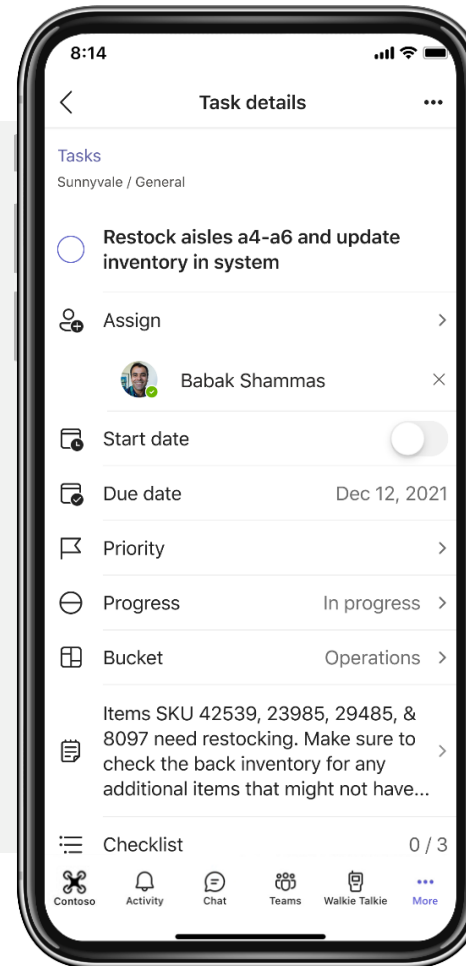 8:14
Task details
Tasks
Sunnyvale / General
Restock aisles a4-a6 and update
inventory in system
Assign
Babak Shammas
Start date
Due date Dec 12, 2021
Priority
Progress In progress
Bucket Operations
Items SKU 42539, 23985, 29485, &
8097 need restocking. Make sure to
check the back inventory for any
additional items that might not have...
Checklist 0 / 3
Contoso Activity Chat Teams Walkie Talkie More